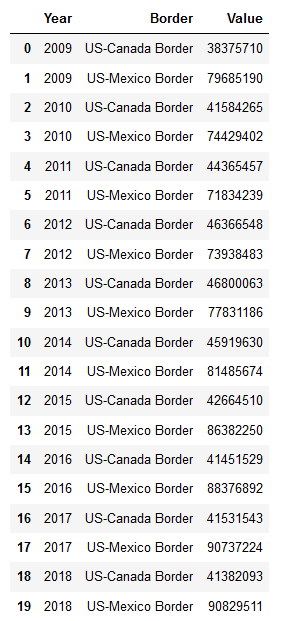 Year Border Value
0 2009 US-Canada Border 38375710
1 2009 US-Mexico Border 79685190
2 2010 US-Canada Border 41584265
3 2010 US-Mexico Border 74429402
4 2011 US-Canada Border 44365457
5 2011 US-Mexico Border 71834239
6 2012 US-Canada Border 46366548
7 2012 US-Mexico Border 73938483
8 2013 US-Canada Border 46800063
9 2013 US-Mexico Border 77831186
10 2014 US-Canada Border 45919630
11 2014 US-Mexico Border 81485674
12 2015 US-Canada Border 42664510
13 2015 US-Mexico Border 86382250
14 2016 US-Canada Border 41451529
15 2016 US-Mexico Border 88376892
16 2017 US-Canada Border 41531543
17 2017 US-Mexico Border 90737224
18 2018 US-Canada Border 41382093
19 2018 US-Mexico Border 90829511